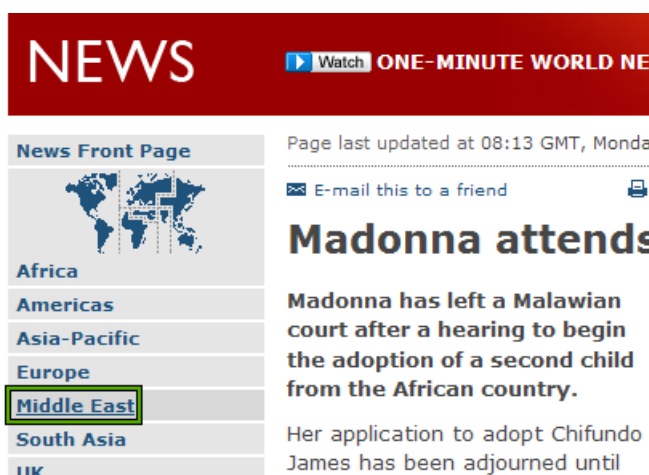 NEWS
Watch ONE-MINUTE WORLD NE
News Front Page
Africa
Americas
Asia-Pacific
Europe
Middle East
South Asia
UK
Page last updated at 08:13 GMT, Monda
E-mail this to a friend
Madonna attends
Madonna has left a Malawian
court after a hearing to begin
the adoption of a second child
from the African country.
Her application to adopt Chifundo
James has been adjourned until